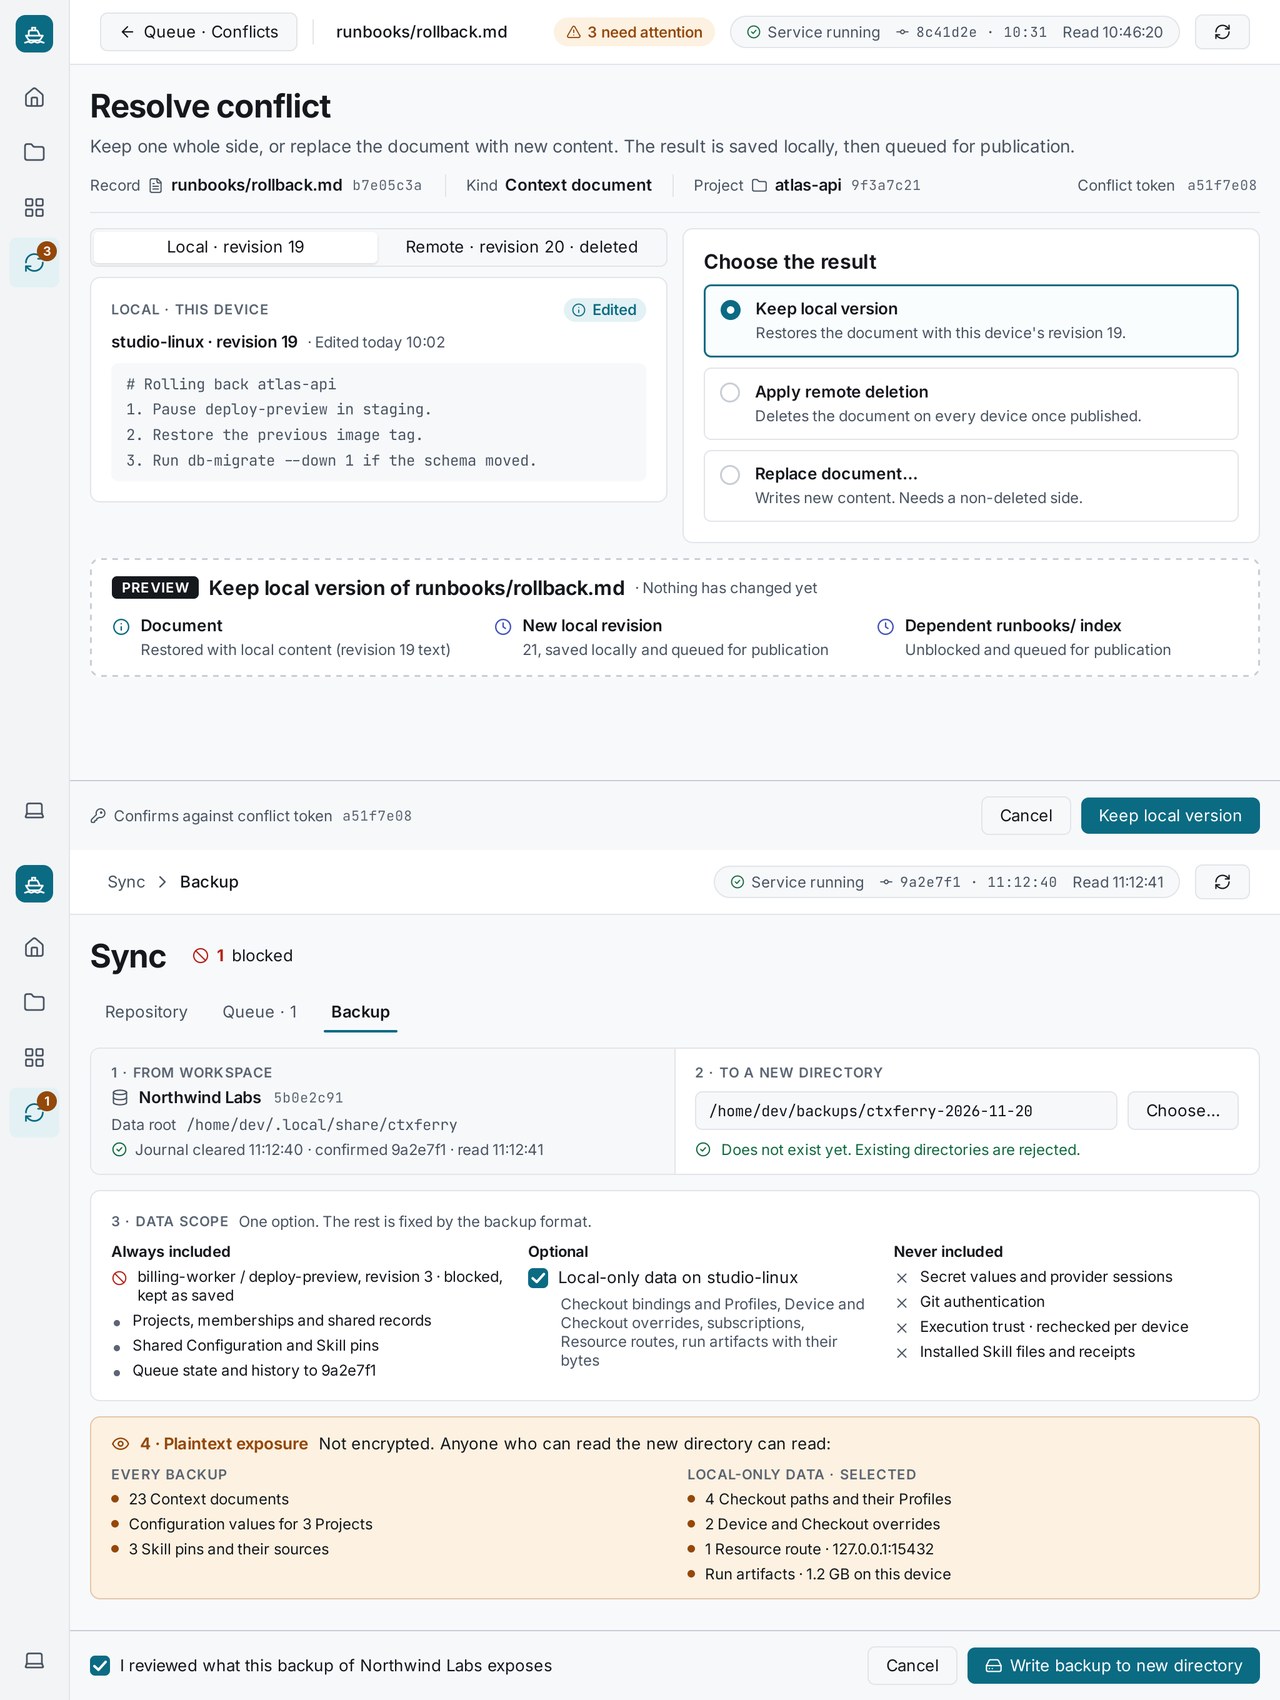 Queue · Conflicts
runbooks/rollback.md
3 need attention
Service running
8c41d2e · 10:31
Read 10:46:20
3
Resolve conflict
Keep one whole side, or replace the document with new content. The result is saved locally, then queued for publication.
Record runbooks/rollback.md b7e05c3a
Kind Context document
Project atlas-api 9f3a7c21
Conflict token a51f7e08
Local · revision 19
Remote · revision 20 · deleted
LOCAL · THIS DEVICE
Edited
studio-linux · revision 19 · Edited today 10:02
# Rolling back atlas-api
1. Pause deploy-preview in staging.
2. Restore the previous image tag.
3. Run db-migrate --down 1 if the schema moved.
Choose the result
Keep local version
Restores the document with this device's revision 19.
Apply remote deletion
Deletes the document on every device once published.
Replace document...
Writes new content. Needs a non-deleted side.
PREVIEW Keep local version of runbooks/rollback.md · Nothing has changed yet
Document
Restored with local content (revision 19 text)
New local revision
21, saved locally and queued for publication
Dependent runbooks/ index
Unblocked and queued for publication
Confirms against conflict token a51f7e08
Cancel
Keep local version
Sync > Backup
Service running
9a2e7f1 · 11:12:40
Read 11:12:41
1
Sync
1 blocked
Repository
Queue · 1
Backup
1 · FROM WORKSPACE
Northwind Labs 5b0e2c91
Data root /home/dev/.local/share/ctxferry
Journal cleared 11:12:40 · confirmed 9a2e7f1 · read 11:12:41
2 · TO A NEW DIRECTORY
/home/dev/backups/ctxferry-2026-11-20
Choose...
Does not exist yet. Existing directories are rejected.
3 · DATA SCOPE One option. The rest is fixed by the backup format.
Always included
billing-worker / deploy-preview, revision 3 · blocked,
kept as saved
Projects, memberships and shared records
Shared Configuration and Skill pins
Queue state and history to 9a2e7f1
Optional
Local-only data on studio-linux
Checkout bindings and Profiles, Device and
Checkout overrides, subscriptions,
Resource routes, run artifacts with their
bytes
Never included
Secret values and provider sessions
Git authentication
Execution trust · rechecked per device
Installed Skill files and receipts
4 · Plaintext exposure Not encrypted. Anyone who can read the new directory can read:
EVERY BACKUP
23 Context documents
Configuration values for 3 Projects
3 Skill pins and their sources
LOCAL-ONLY DATA · SELECTED
4 Checkout paths and their Profiles
2 Device and Checkout overrides
1 Resource route · 127.0.0.1:15432
Run artifacts · 1.2 GB on this device
I reviewed what this backup of Northwind Labs exposes
Cancel
Write backup to new directory